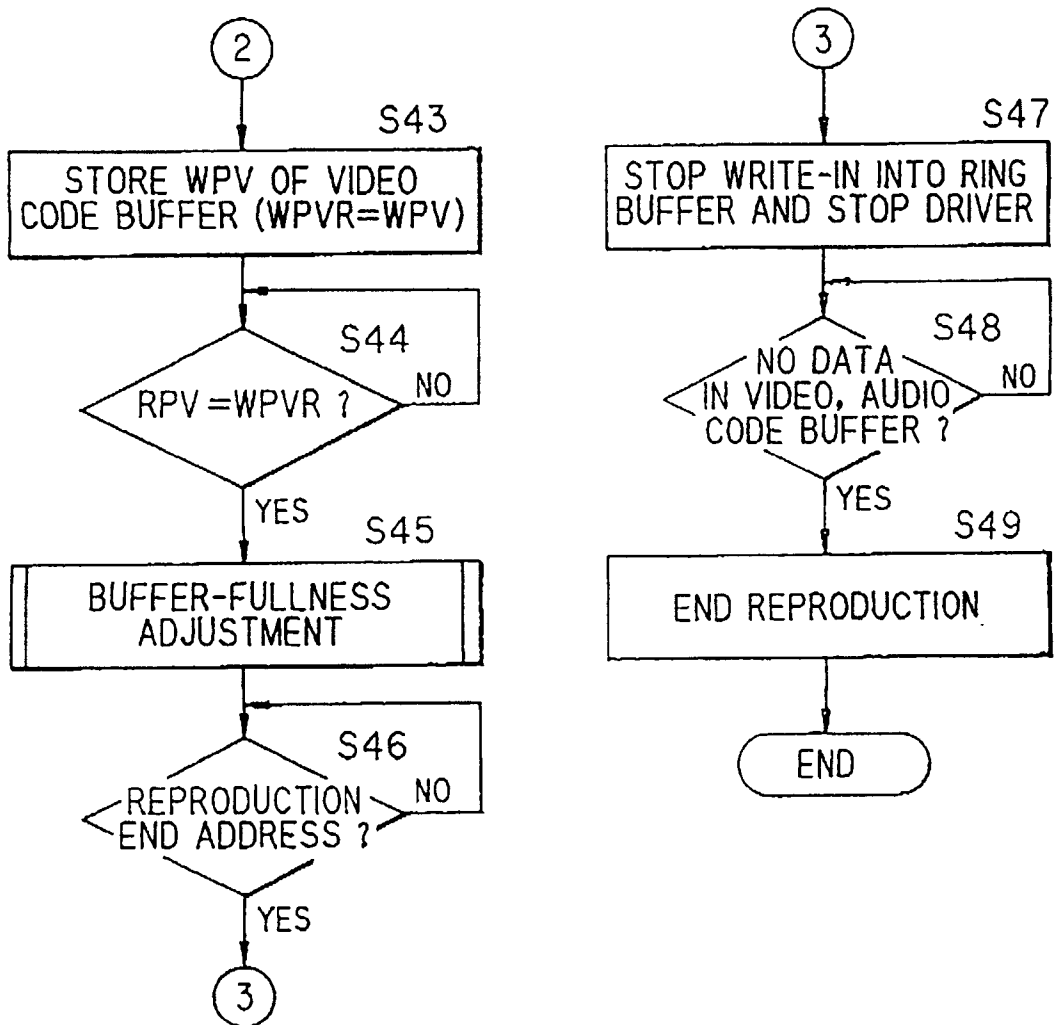 2
S43
STORE WPV OF VIDEO
CODE BUFFER (WPVR=WPV)
S44
RPV=WPVR ?
NO
YES
S45
BUFFER-FULLNESS
ADJUSTMENT
S46
REPRODUCTION
END ADDRESS ?
NO
YES
3
3
S47
STOP WRITE-IN INTO RING
BUFFER AND STOP DRIVER
S48
NO DATA
IN VIDEO, AUDIO
CODE BUFFER ?
NO
YES
S49
END REPRODUCTION
END